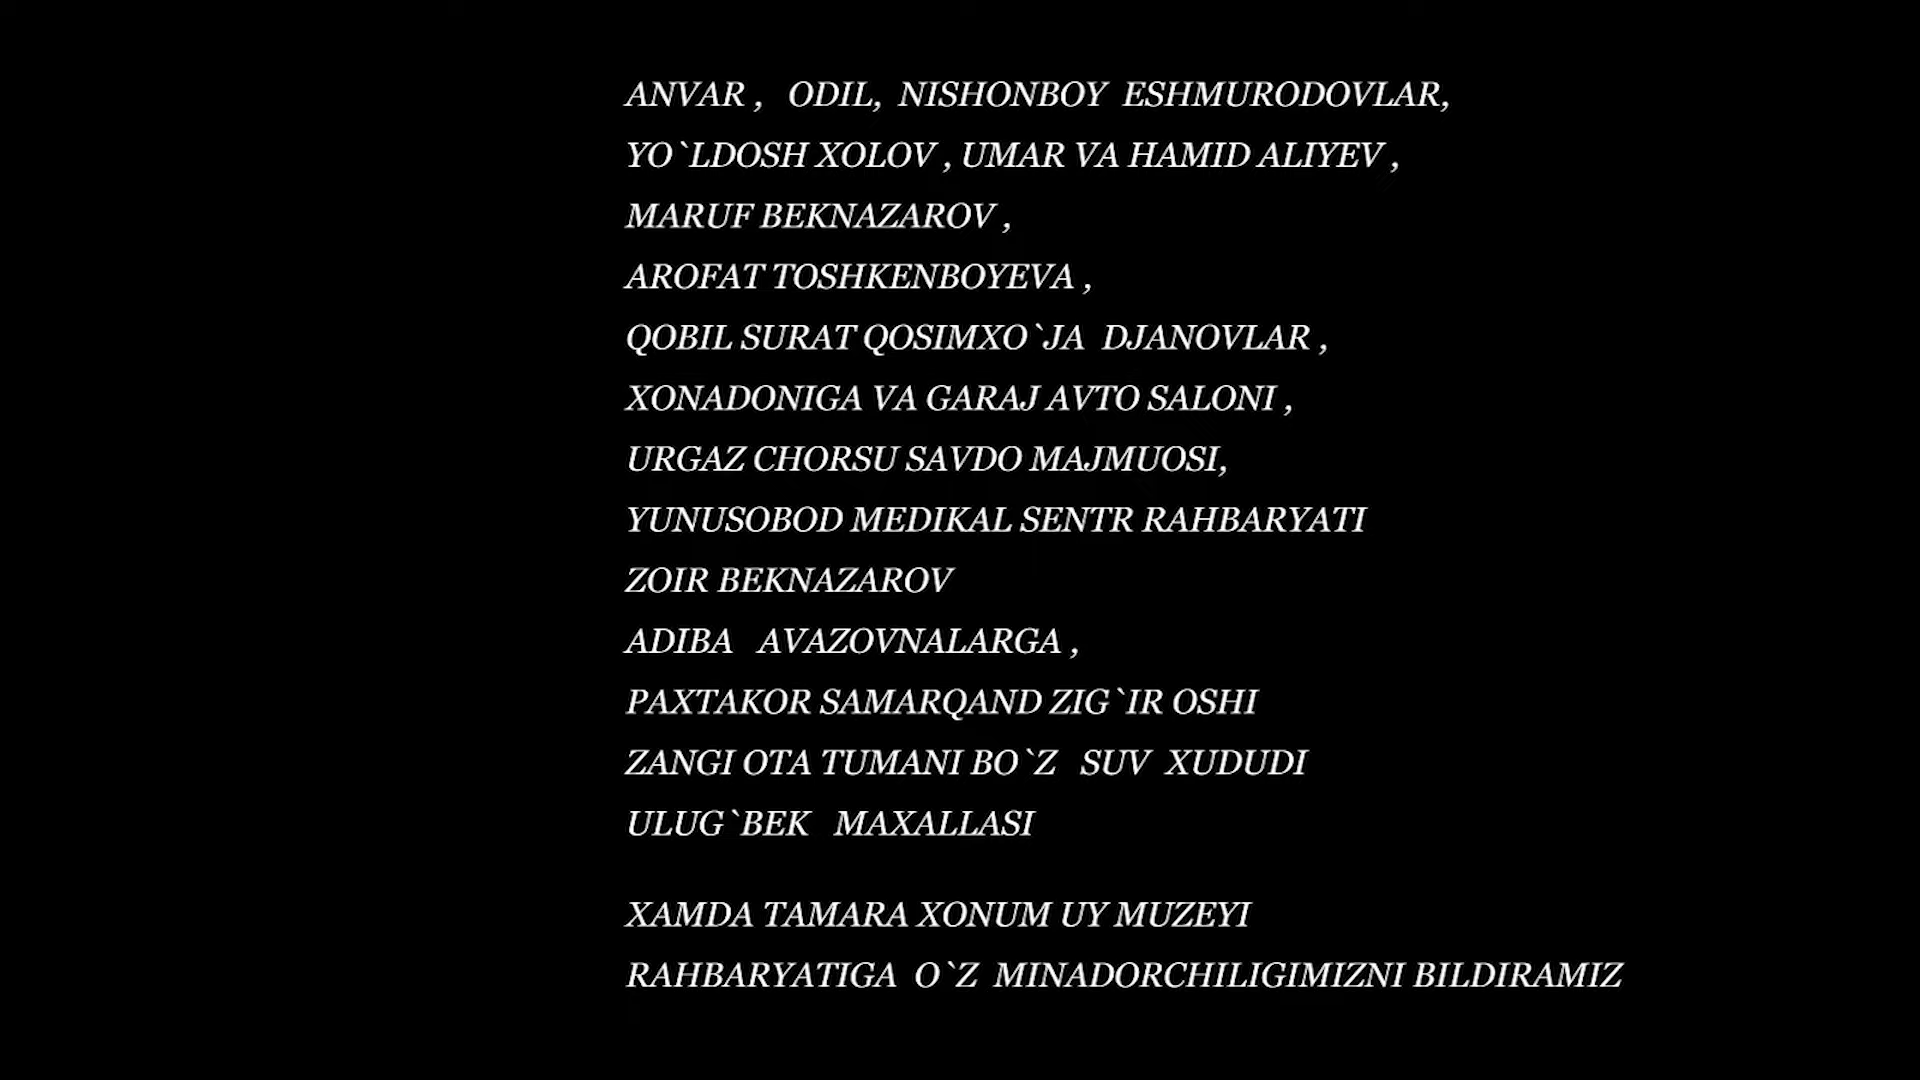 ANVAR ,   ODIL,  NISHONBOY  ESHMURODOVLAR,
YO`LDOSH XOLOV , UMAR VA HAMID ALIYEV ,
MARUF BEKNAZAROV ,
AROFAT TOSHKENBOYEVA ,
QOBIL SURAT QOSIMXO`JA  DJANOVLAR ,
XONADONIGA VA GARAJ AVTO SALONI ,
URGAZ CHORSU SAVDO MAJMUOSI,
YUNUSOBOD MEDIKAL SENTR RAHBARYATI
ZOIR BEKNAZAROV
ADIBA   AVAZOVNALARGA ,
PAXTAKOR SAMARQAND ZIG`IR OSHI
ZANGI OTA TUMANI BO`Z   SUV  XUDUDI
ULUG`BEK   MAXALLASI
XAMDA TAMARA XONUM UY MUZEYI
RAHBARYATIGA  O`Z  MINADORCHILIGIMIZNI BILDIRAMIZ